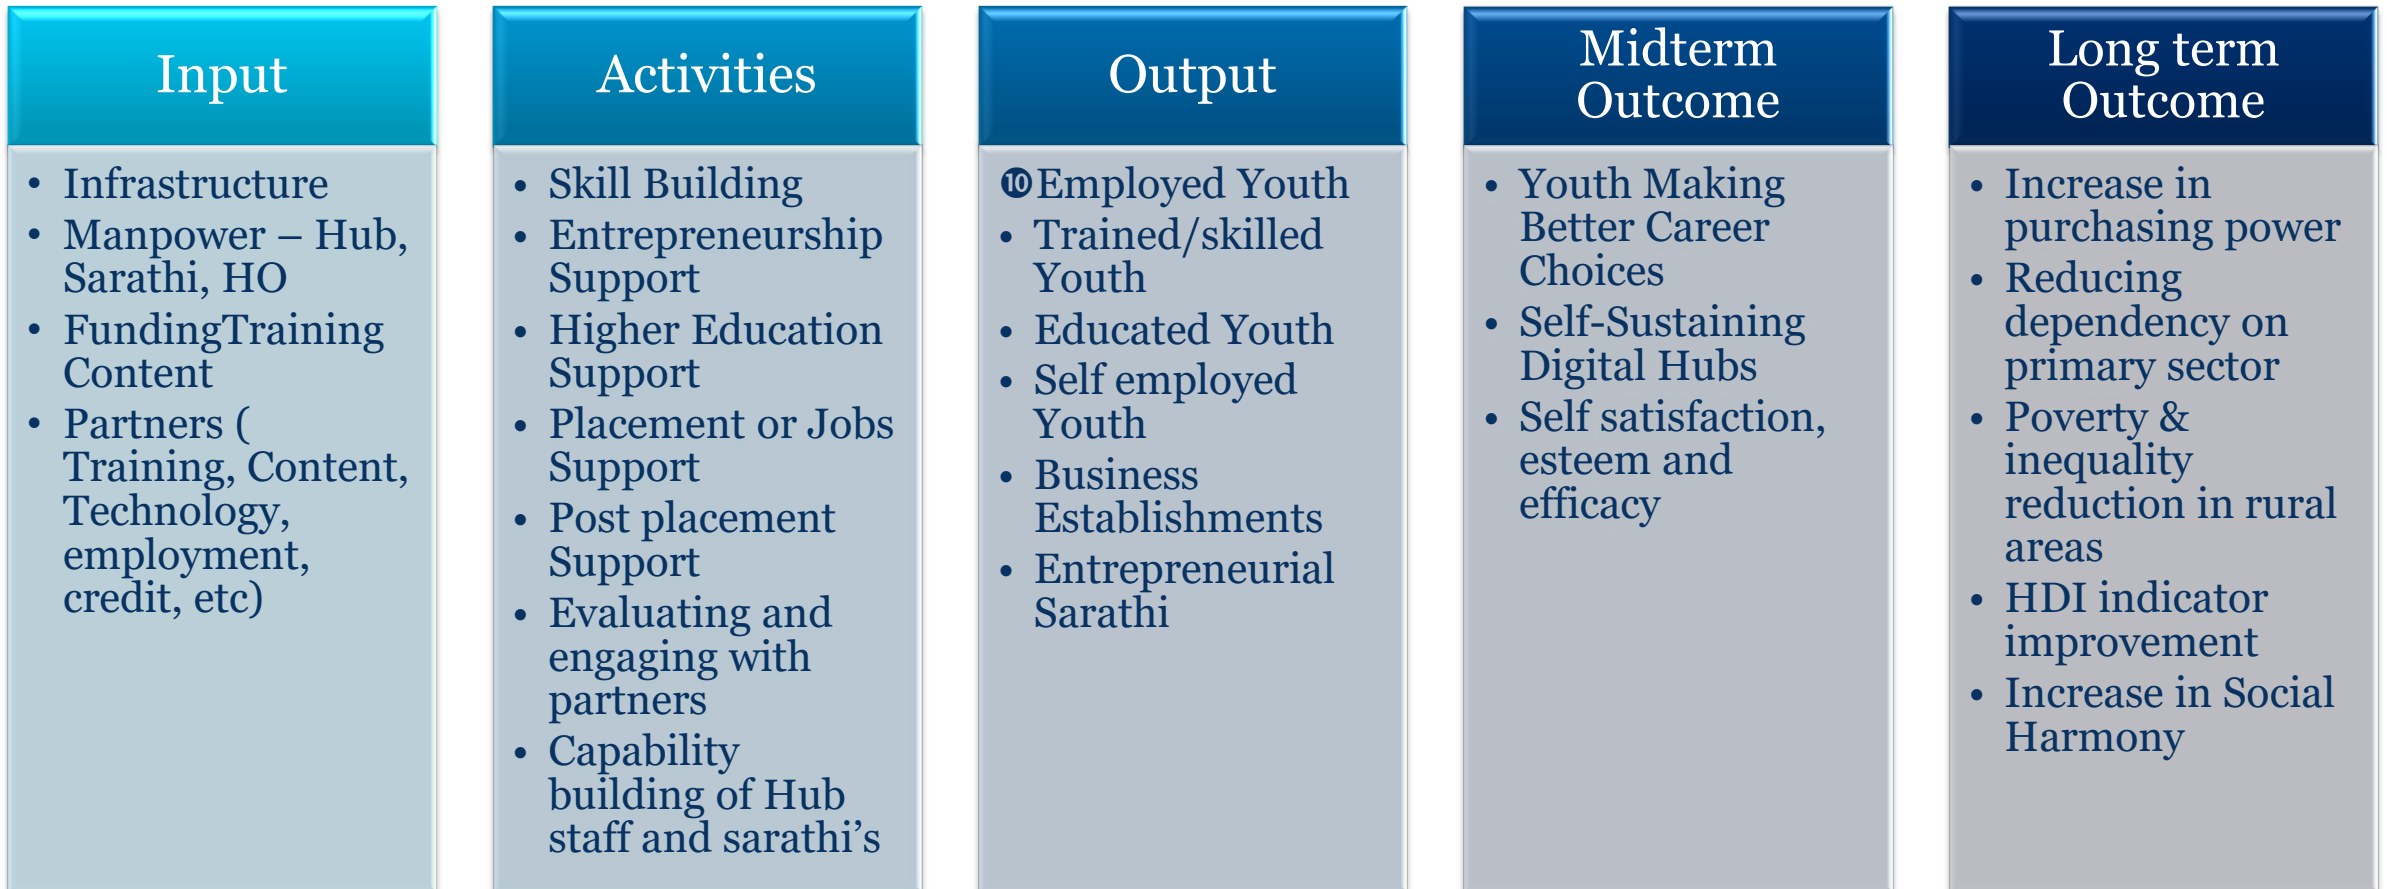 Input
• Infrastructure
• Manpower – Hub,
Sarathi, HO
• FundingTraining
Content
• Partners (
Training, Content,
Technology,
employment,
credit, etc)
Activities
• Skill Building
• Entrepreneurship
Support
• Higher Education
Support
• Placement or Jobs
Support
• Post placement
Support
• Evaluating and
engaging with
partners
• Capability
building of Hub
staff and sarathi’s
Output
❿Employed Youth
• Trained/skilled
Youth
• Educated Youth
• Self employed
Youth
• Business
Establishments
• Entrepreneurial
Sarathi
Midterm
Outcome
• Youth Making
Better Career
Choices
• Self-Sustaining
Digital Hubs
• Self satisfaction,
esteem and
efficacy
Long term
Outcome
• Increase in
purchasing power
• Reducing
dependency on
primary sector
• Poverty &
inequality
reduction in rural
areas
• HDI indicator
improvement
• Increase in Social
Harmony